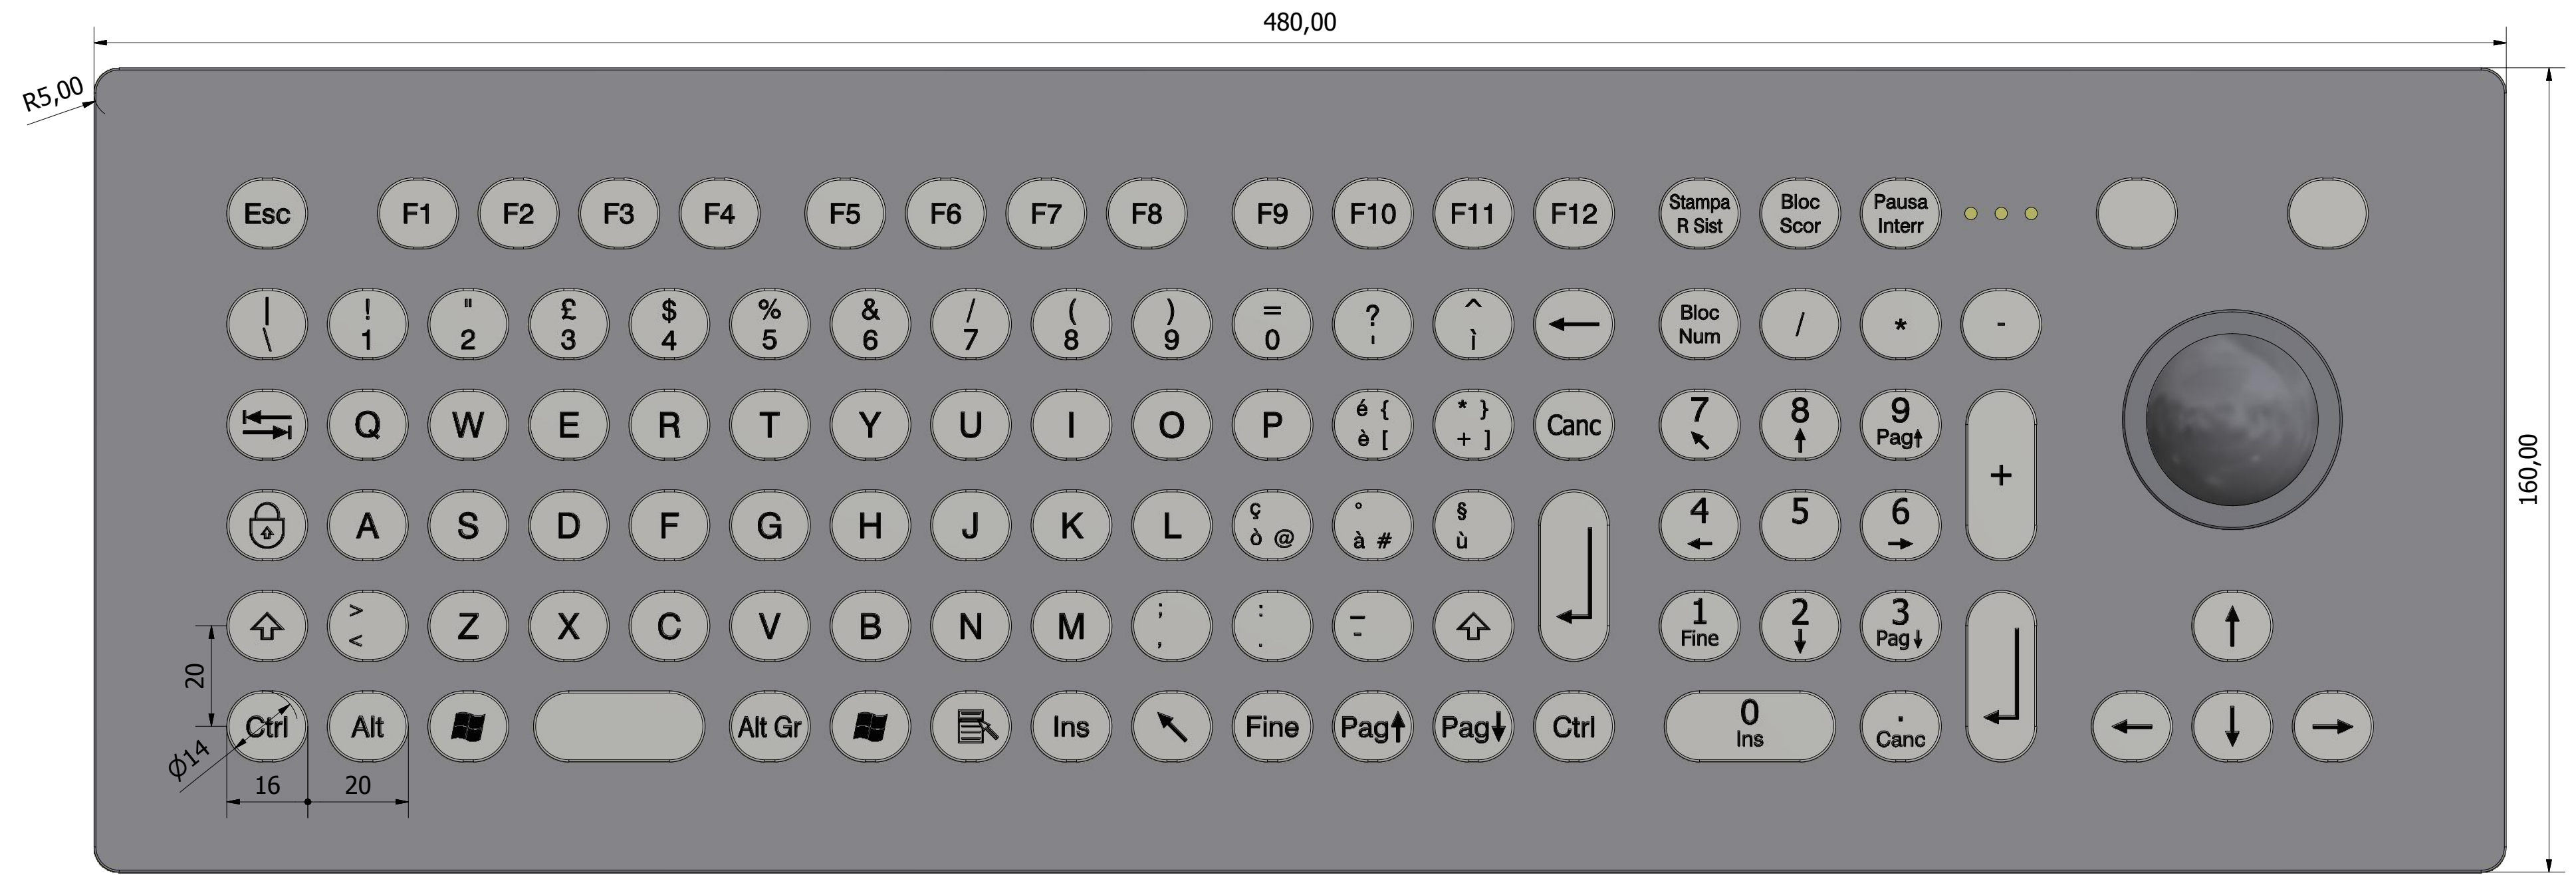 480,00
R5,00
Esc F1 F2 F3 F4 F5 F6 F7 F8 F9 F10 F11 F12 Stampa Bloc Pausa
R Sist Scor Interr
| ! " £ $ % & / ( ) = ? ^ Bloc / * -
\ 1 2 3 4 5 6 7 8 9 0 ' ì Num
Q W E R T Y U I O P é { * } Canc 7 8 9
è [ + ] Pag↑
+
160,00
A S D F G H J K L ç ° § 4 5 6
ò @ à # ù
> Z X C V B N M ; : _ 1 2 3
< , . - Fine Pag↓
20
Ctrl Alt Alt Gr Ins Fine Pag↑ Pag↓ Ctrl 0 .
Ins Canc
Ø14
16 20